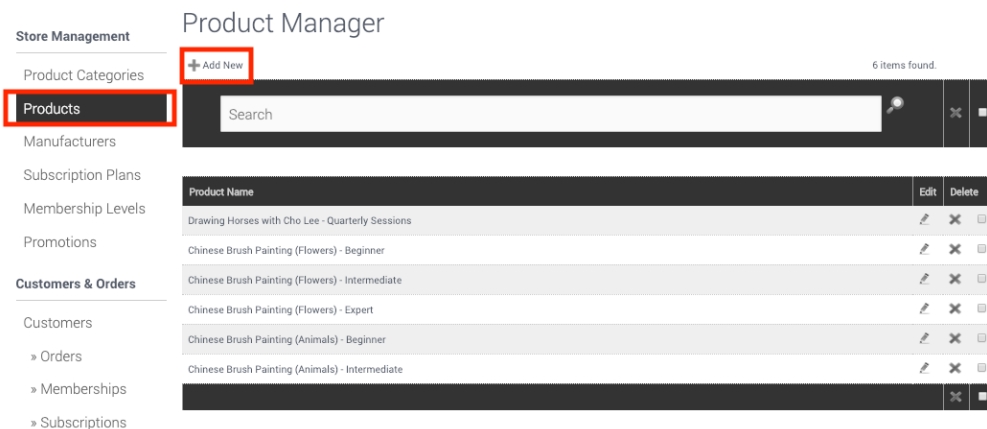 Store Management
Product Categories
Products
Manufacturers
Subscription Plans
Membership Levels
Promotions
Customers & Orders
Customers
» Orders
» Memberships
» Subscriptions
Product Manager
Add New
6 items found.
Search
Product Name Edit Delete
Drawing Horses with Cho Lee - Quarterly Sessions
Chinese Brush Painting (Flowers) - Beginner
Chinese Brush Painting (Flowers) - Intermediate
Chinese Brush Painting (Flowers) - Expert
Chinese Brush Painting (Animals) - Beginner
Chinese Brush Painting (Animals) - Intermediate